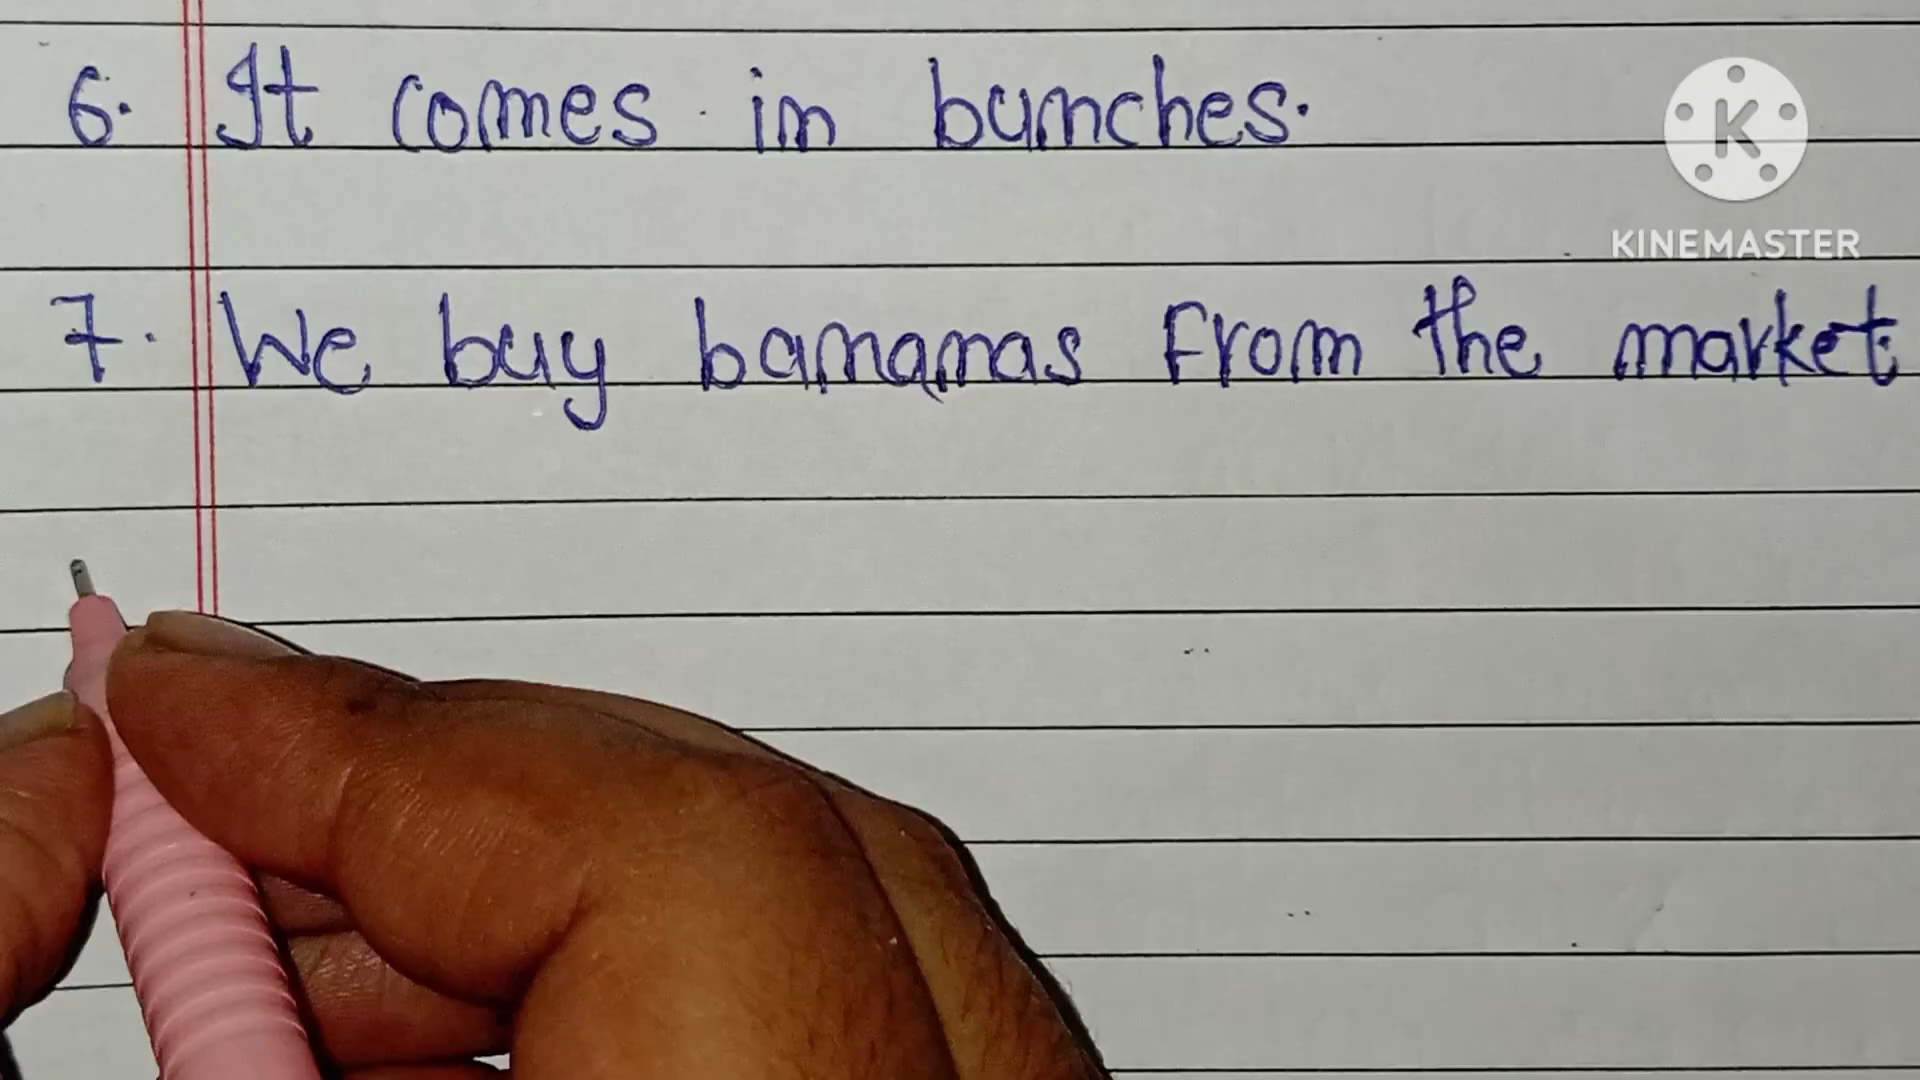 6. It comes in bunches.
KINEMASTER
7. We buy bananas from the market.